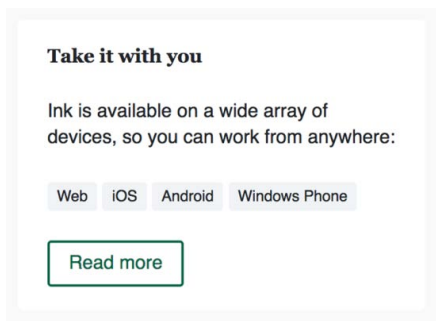 Take it with you
Ink is available on a wide array of
devices, so you can work from anywhere:
Web iOS Android Windows Phone
Read more